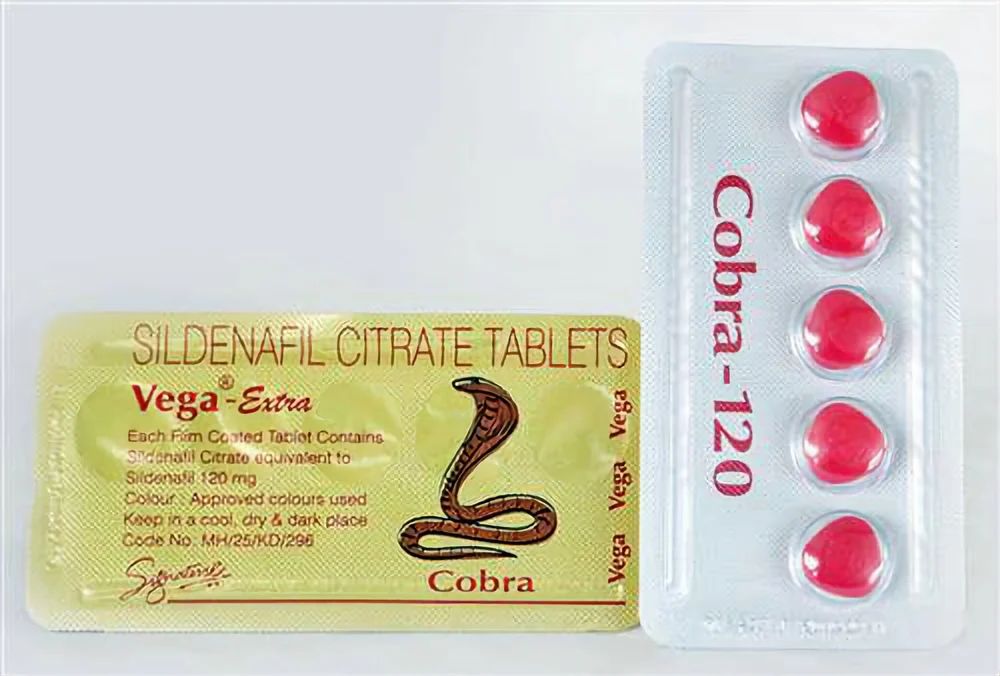 SILDENAFIL CITRATE TABLETS
Vega®-Extra
Each Film Coated Tablet Contains
Sildenafil Citrate equivalent to
Sildenafil 120 mg
Colour : Approved colours used
Keep in a cool, dry & dark place
Code No. MH/25/KD/296
Signature
Cobra
Vega Vega Vega
Cobra-120